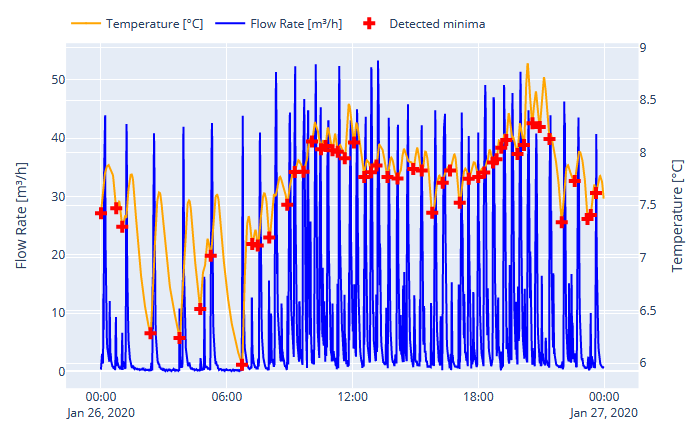 Temperature [°C] Flow Rate [m³/h] Detected minima
9
50 8.5
40 8
30 7.5
20 7
10 6.5
0 6
Flow Rate [m³/h]
Temperature [°C]
00:00 06:00 12:00 18:00 00:00
Jan 26, 2020 Jan 27, 2020